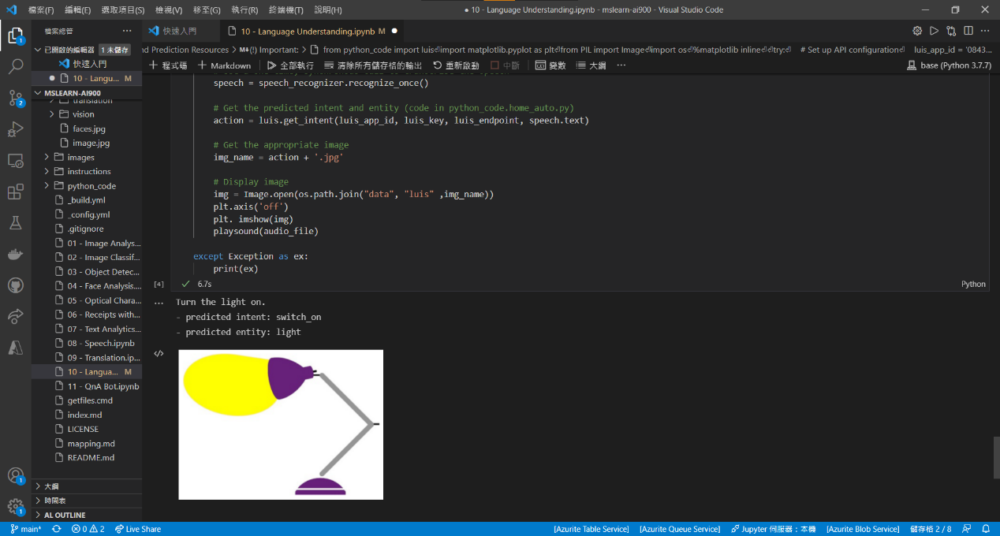 檔案(F) 編輯(E) 選取項目(S) 檢視(V) 移至(G) 執行(R) 終端機(T) 說明(H)
● 10 - Language Understanding.ipynb - mslearn-ai900 - Visual Studio Code
檔案總管 ···
快速入門
10 - Language Understanding.ipynb M ●
已開啟的編輯器 1 未儲存
nd Prediction Resources > M↓(!) Important: > from python_code import luis⏎import matplotlib.pyplot as plt⏎from PIL import Image⏎import os⏎%matplotlib inline⏎⏎try:⏎ # Set up API configuration⏎ luis_app_id = '0843...
快速入門
● 10 - Langu... M
+ 程式碼 + Markdown 全部執行 清除所有儲存格的輸出 重新啟動 中斷 變數 大綱 ···
base (Python 3.7.7)
MSLEARN-AI900
translation
vision
faces.jpg
image.jpg
images
instructions
python_code
_build.yml
_config.yml
.gitignore
01 - Image Analys...
02 - Image Classif...
03 - Object Detec...
04 - Face Analysis....
05 - Optical Chara...
06 - Receipts with...
07 - Text Analytics...
08 - Speech.ipynb
09 - Translation.ip...
10 - Langua... M
11 - QnA Bot.ipynb
getfiles.cmd
index.md
LICENSE
mapping.md
README.md
大綱
時間表
AL OUTLINE
speech = speech_recognizer.recognize_once()
# Get the predicted intent and entity (code in python_code.home_auto.py)
action = luis.get_intent(luis_app_id, luis_key, luis_endpoint, speech.text)
# Get the appropriate image
img_name = action + '.jpg'
# Display image
img = Image.open(os.path.join("data", "luis" ,img_name))
plt.axis('off')
plt. imshow(img)
playsound(audio_file)
except Exception as ex:
print(ex)
[4] ✓ 6.7s
Python
Turn the light on.
- predicted intent: switch_on
- predicted entity: light
1
2
1
1
main* 0 2 Live Share
[Azurite Table Service] [Azurite Queue Service] Jupyter 伺服器：本機 [Azurite Blob Service] 儲存格 2 / 8